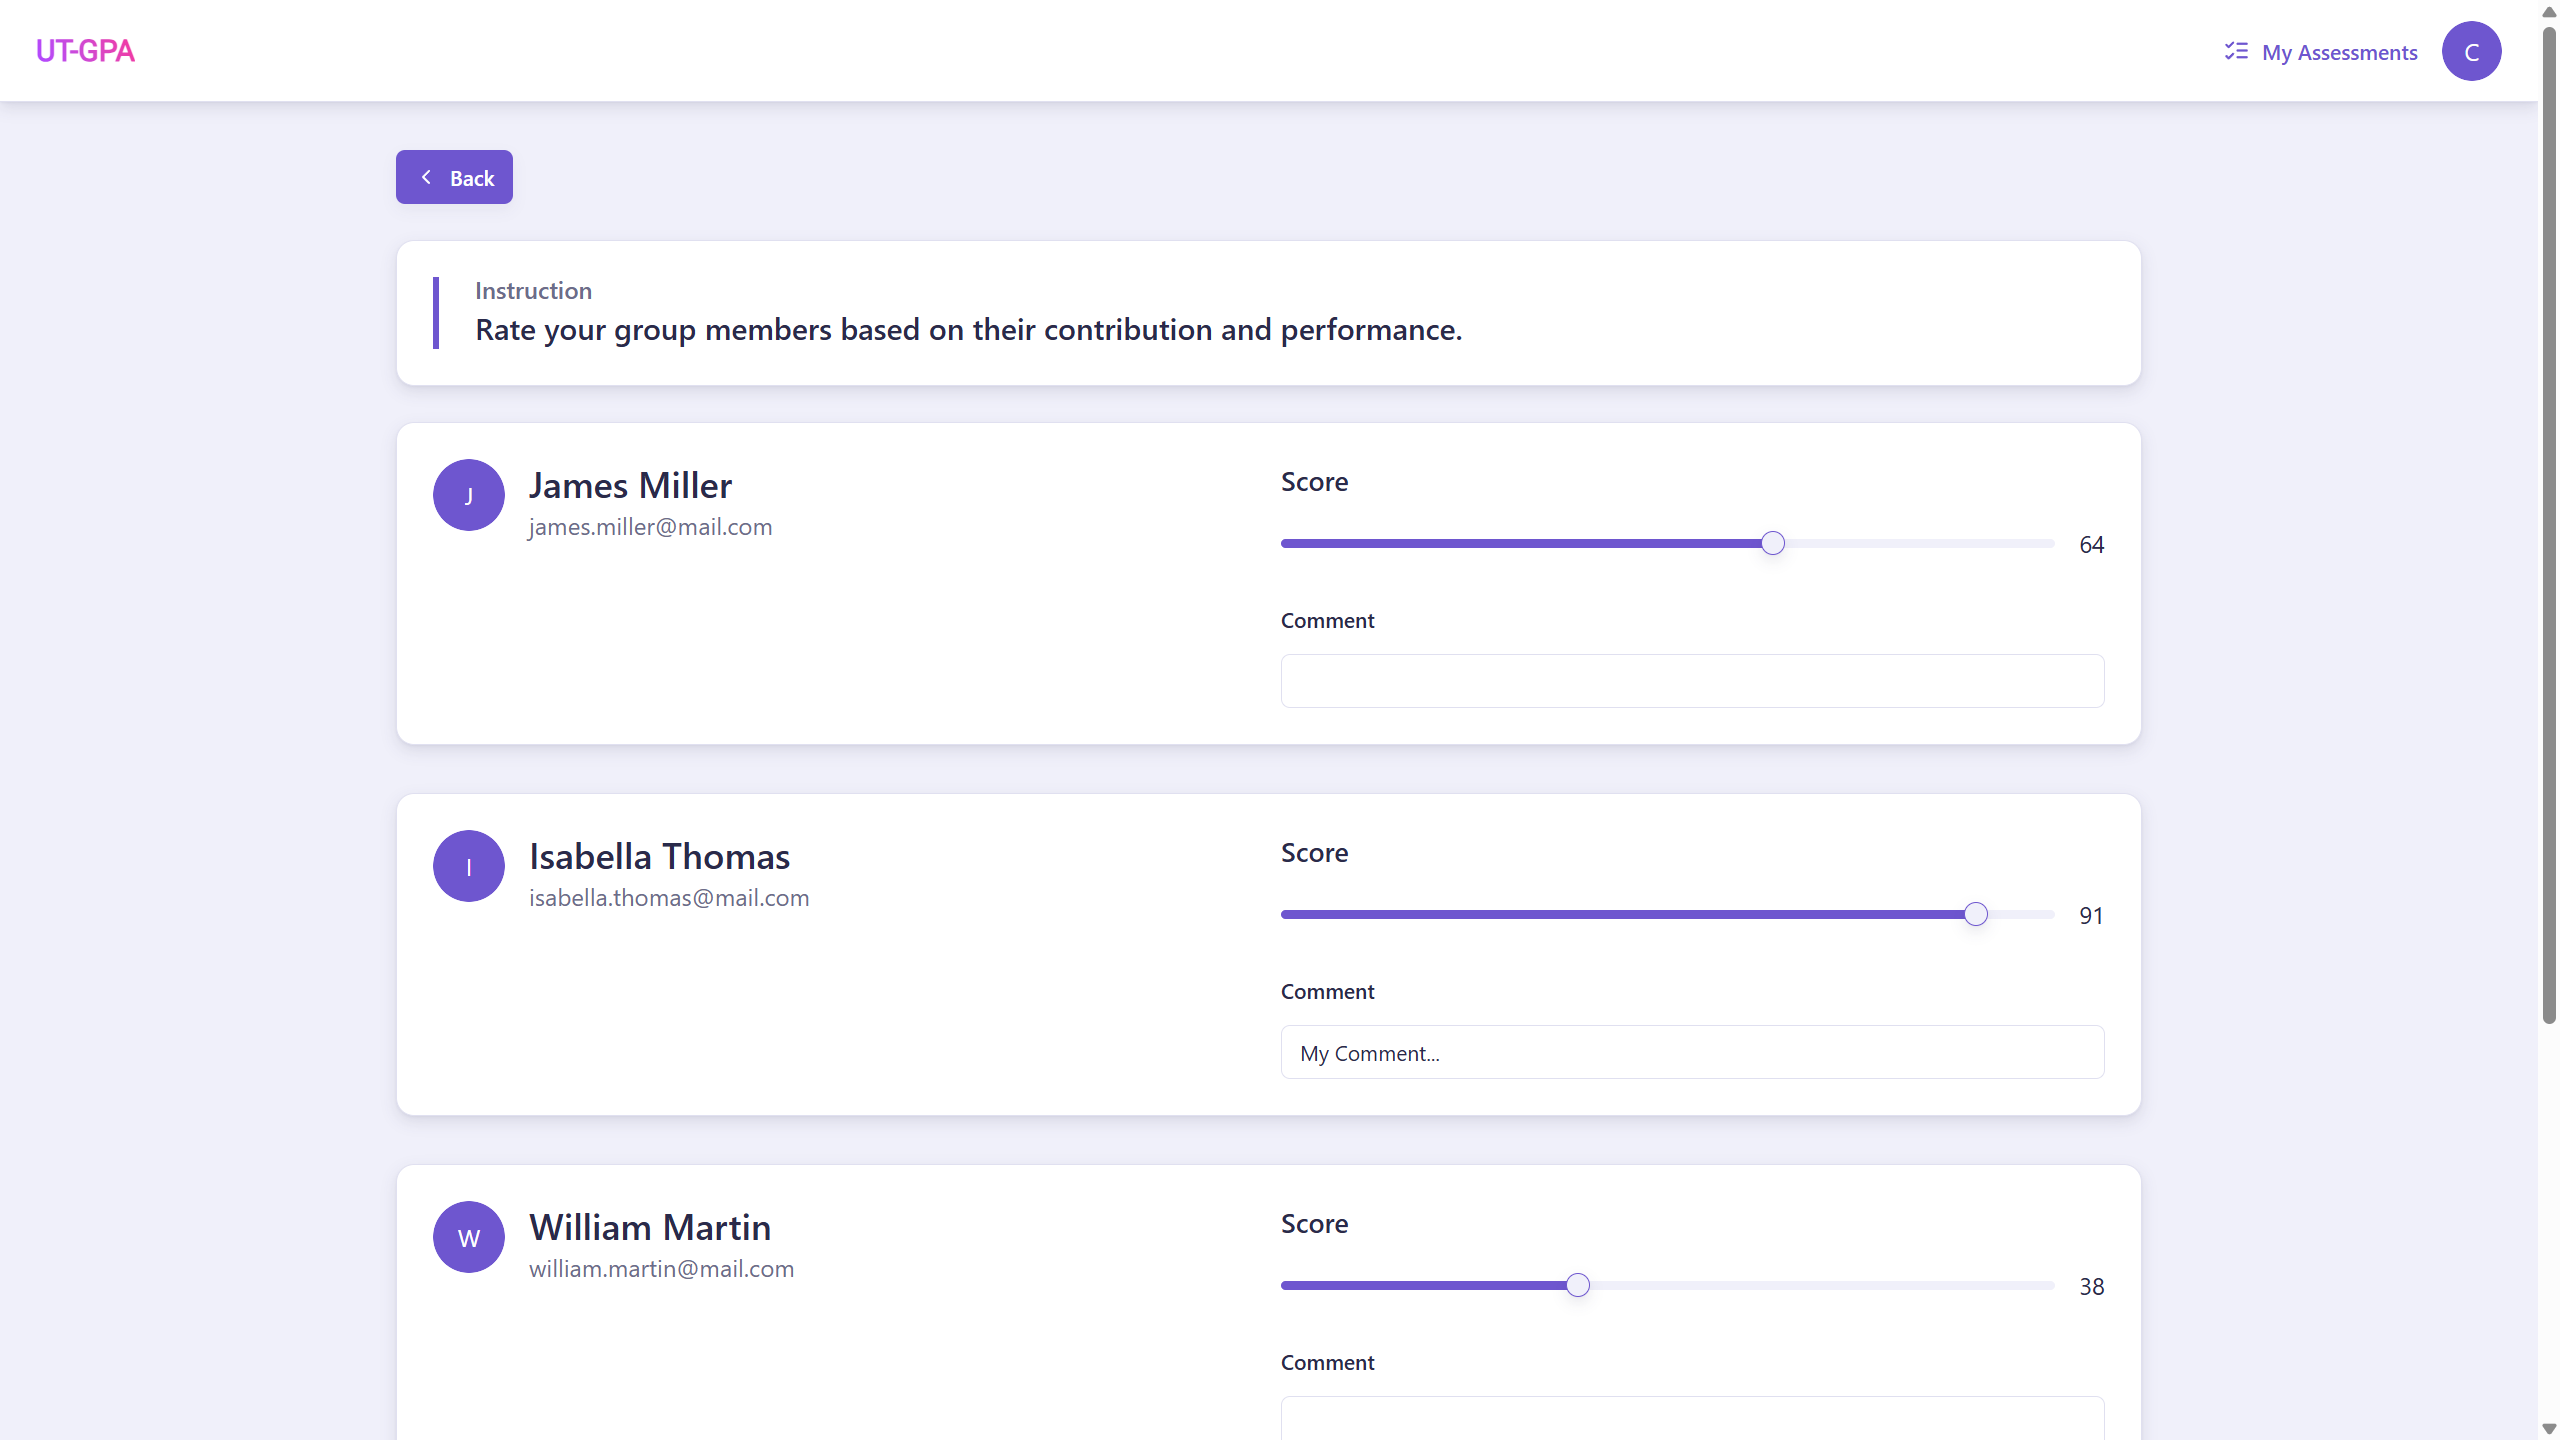 UT-GPA
My Assessments
C
Back
Instruction
Rate your group members based on their contribution and performance.
J
James Miller
james.miller@mail.com
Score
64
Comment
I
Isabella Thomas
isabella.thomas@mail.com
Score
91
Comment
My Comment...
W
William Martin
william.martin@mail.com
Score
38
Comment